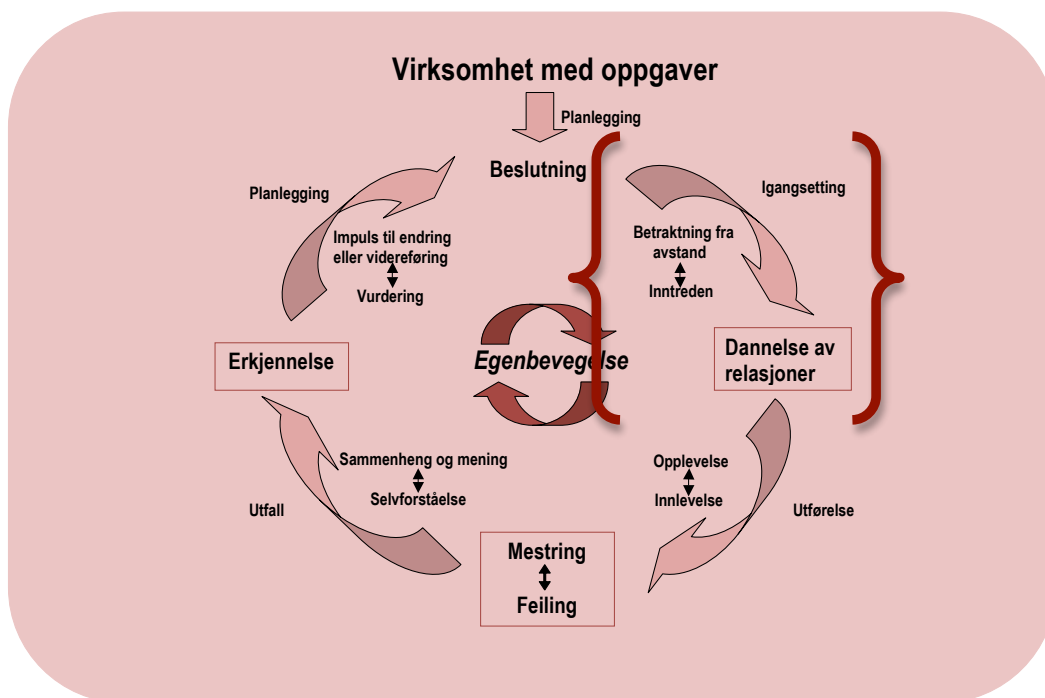 Virksomhet med oppgaver
Planlegging
Beslutning
Planlegging
Igangsetting
Impuls til endring
eller videreføring
Vurdering
Betraktning fra
avstand
Inntreden
Erkjennelse
Egenbevegelse
Dannelse av
relasjoner
Sammenheng og mening
Selvforståelse
Opplevelse
Innlevelse
Utfall
Utførelse
Mestring
Feiling